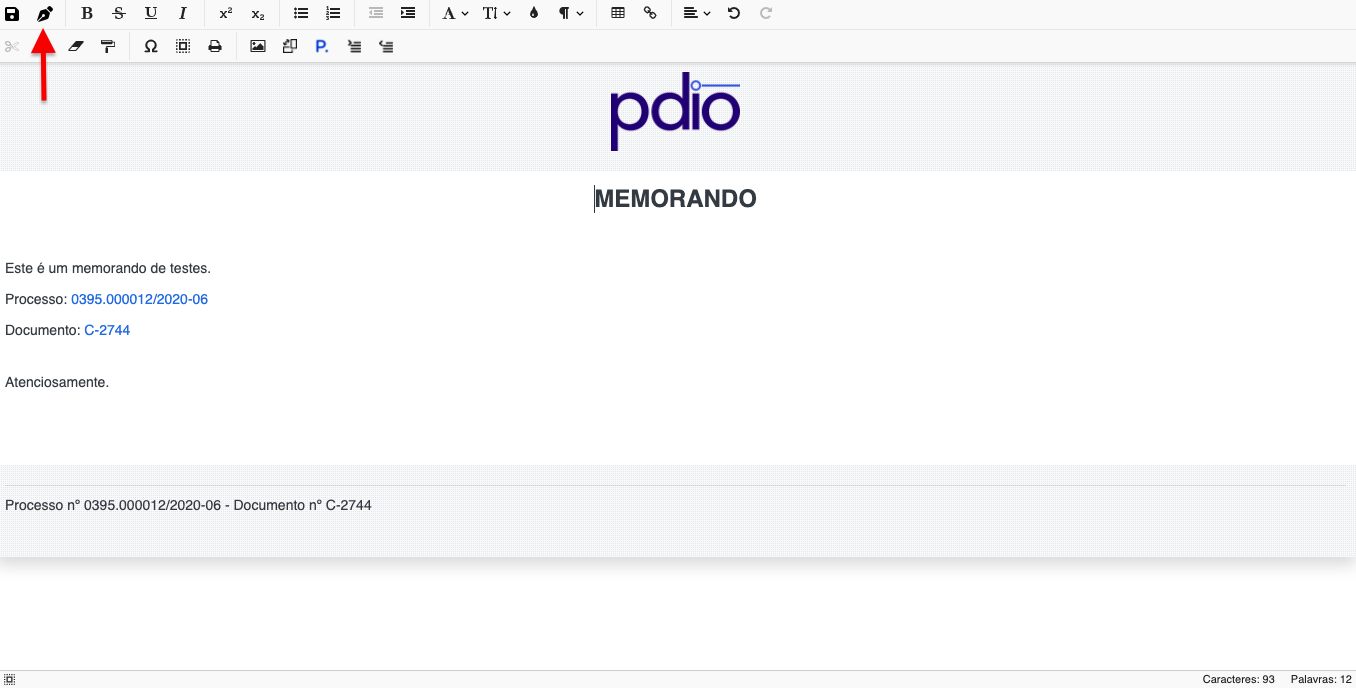 B S U I x² x₂ A TI ¶
Ω P.
pdio
MEMORANDO
Este é um memorando de testes.
Processo: 0395.000012/2020-06
Documento: C-2744
Atenciosamente.
Processo nº 0395.000012/2020-06 - Documento nº C-2744
Caracteres: 93 Palavras: 12